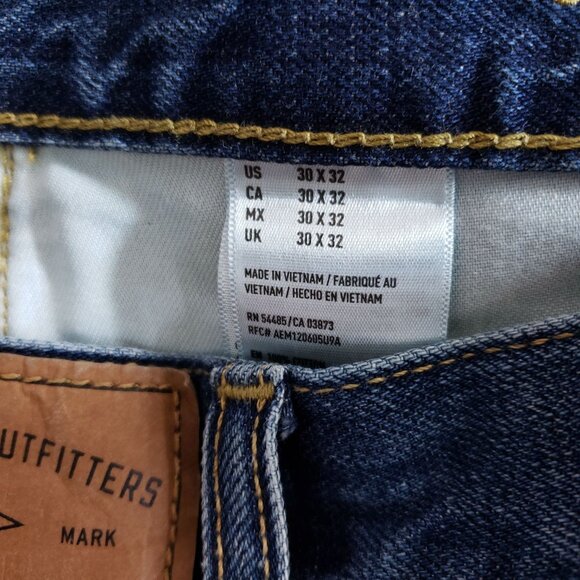 US 30 X 32
CA 30 X 32
MX 30 X 32
UK 30 X 32
MADE IN VIETNAM / FABRIQUÉ AU
VIETNAM / HECHO EN VIETNAM
RN 54485/CA 03873
RFC# AEM120605U9A
UTFITTERS
MARK